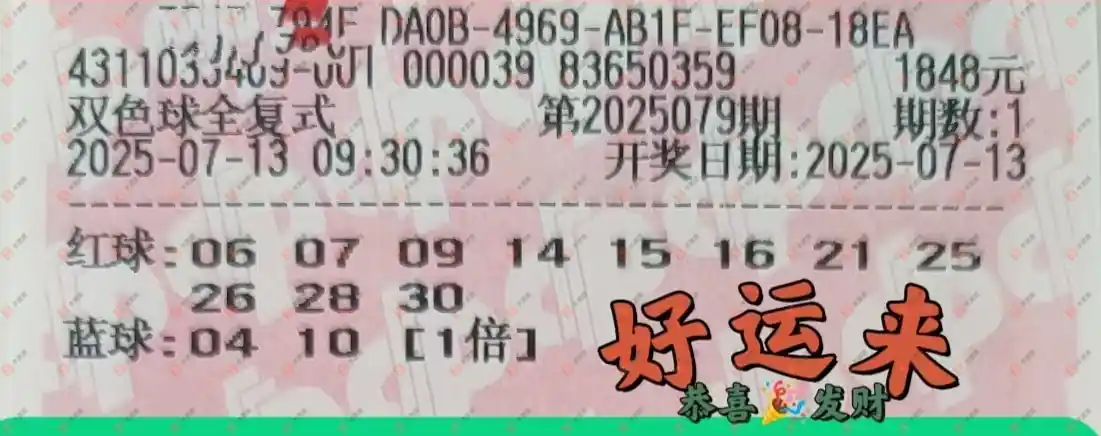 DA0B-4969-AB1F-EF08-18EA
4311033409-001 000039 83650359 1848元
双色球全复式 第2025079期 期数:1
2025-07-13 09:30:36 开奖日期:2025-07-13
红球:06 07 09 14 15 16 21 25
26 28 30
蓝球:04 10 [1倍]
好运来
恭喜发财